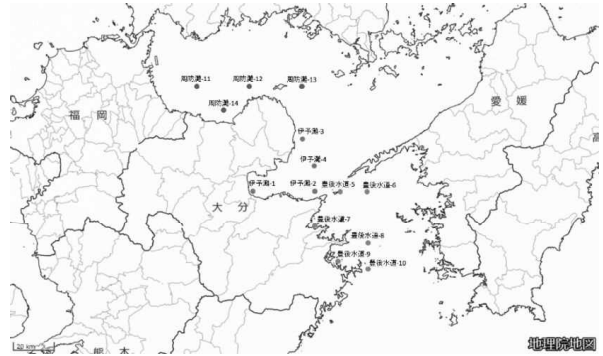 周防灘-11
周防灘-12
周防灘-13
周防灘-14
福岡
愛媛
伊予灘-3
伊予灘-4
伊予灘-1
伊予灘-2
豊後水道-5
豊後水道-6
大分
豊後水道-7
豊後水道-8
豊後水道-9
豊後水道-10
高
20 km
熊本
地理院地図